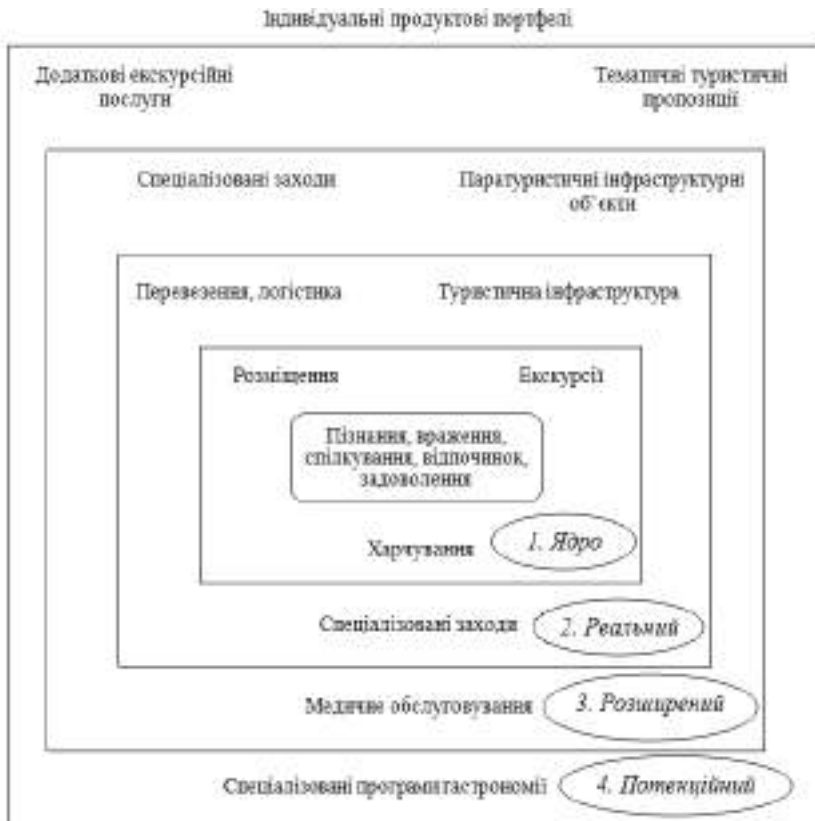 Індивідуальні продуктові портфелі
Додаткові екскурсійні
послуги
Тематичні туристичні
пропозиції
Спеціалізовані заходи
Паратуристичні інфраструктурні
об`єкти
Перевезення, логістика
Туристична інфраструктура
Розміщення
Екскурсії
Пізнання, враження,
спілкування, відпочинок,
задоволення
Харчування
1. Ядро
Спеціалізовані заходи
2. Реальний
Медичне обслуговування
3. Розширений
Спеціалізовані програми гастрономії
4. Потенційний